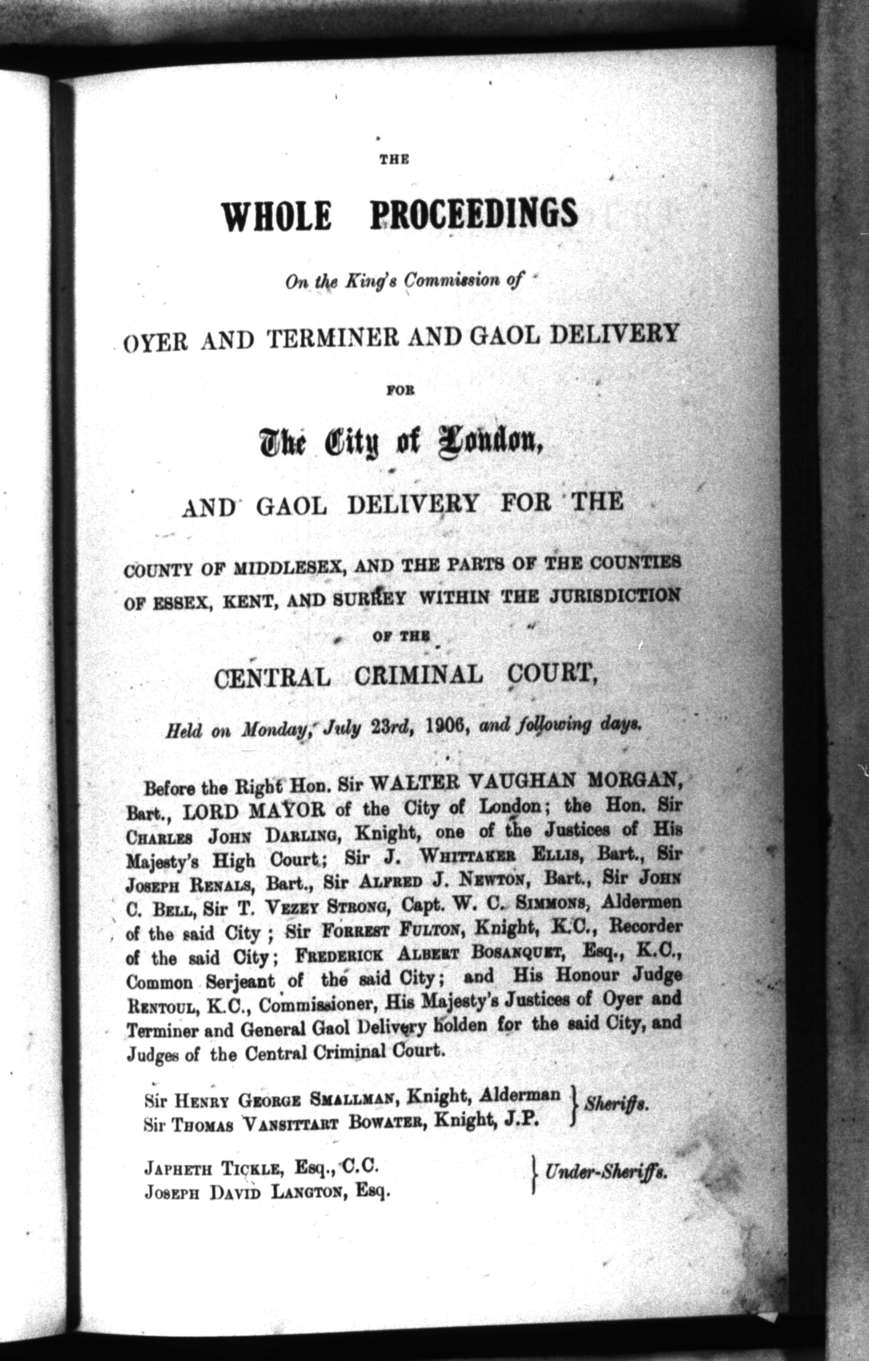 THE
WHOLE PROCEEDINGS
On the King's Commission of
OYER AND TERMINER AND GAOL DELIVERY
FOR
The City of London,
AND GAOL DELIVERY FOR THE
COUNTY OF MIDDLESEX, AND THE PARTS OF THE COUNTIES
OF ESSEX, KENT, AND SURREY WITHIN THE JURISDICTION
OF THE
CENTRAL CRIMINAL COURT,
Held on Monday, July 23rd, 1906, and following days.
Before the Right Hon. Sir WALTER VAUGHAN MORGAN,
Bart., LORD MAYOR of the City of London; the Hon. Sir
CHARLES JOHN DARLING, Knight, one of the Justices of His
Majesty's High Court; Sir J. WHITTAKER ELLIS, Bart., Sir
JOSEPH RENALS, Bart., Sir ALFRED J. NEWTON, Bart., Sir JOHN
C. BELL, Sir T. VEZEY STRONG, Capt. W. C. SIMMONS, Aldermen
of the said City; Sir FORREST FULTON, Knight, K.C., Recorder
of the said City; FREDERICK ALBERT BOSANQUET, Esq., K.C.,
Common Serjeant of the said City; and His Honour Judge
RENTOUL, K.C., Commissioner, His Majesty's Justices of Oyer and
Terminer and General Gaol Delivery holden for the said City, and
Judges of the Central Criminal Court.
Sir HENRY GEORGE SMALLMAN, Knight, Alderman } Sheriffs.
Sir THOMAS VANSITTART BOWATER, Knight, J.P.
JAPHETH TICKLE, Esq., C.C. } Under-Sheriffs.
JOSEPH DAVID LANGTON, Esq.